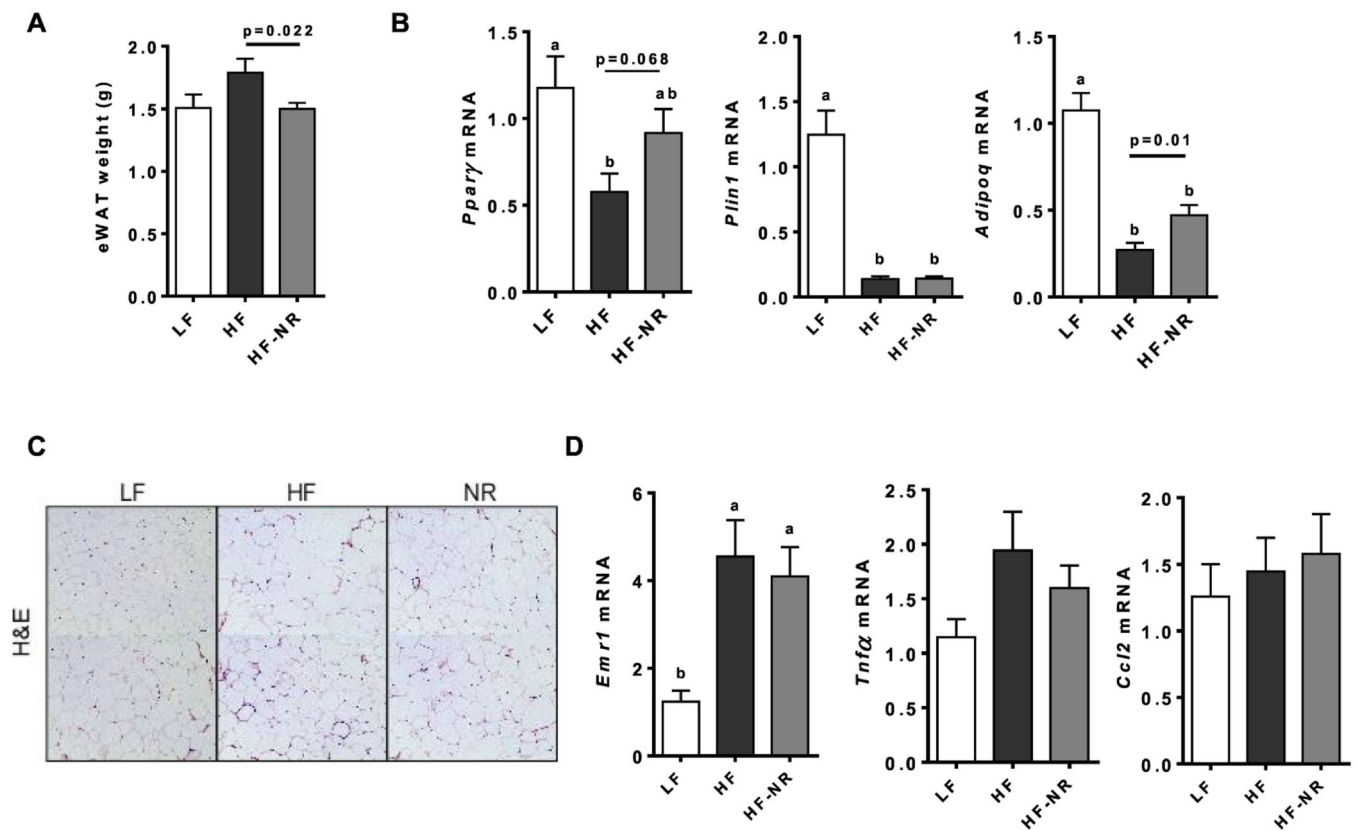 A
p=0.022
eWAT weight (g)
2.0
1.5
1.0
0.5
0.0
LF
HF
HF-NR
B
Pparγ mRNA
1.5
1.0
0.5
0.0
a
p=0.068
b
ab
LF
HF
HF-NR
Plin1 mRNA
2.0
1.5
1.0
0.5
0.0
a
b
b
LF
HF
HF-NR
Adipoq mRNA
1.5
1.0
0.5
0.0
a
p=0.01
b
b
LF
HF
HF-NR
C
LF
HF
NR
H&E
D
Emr1 mRNA
6
4
2
0
b
a
a
LF
HF
HF-NR
Tnfα mRNA
2.5
2.0
1.5
1.0
0.5
0.0
LF
HF
HF-NR
Ccl2 mRNA
2.0
1.5
1.0
0.5
0.0
LF
HF
HF-NR